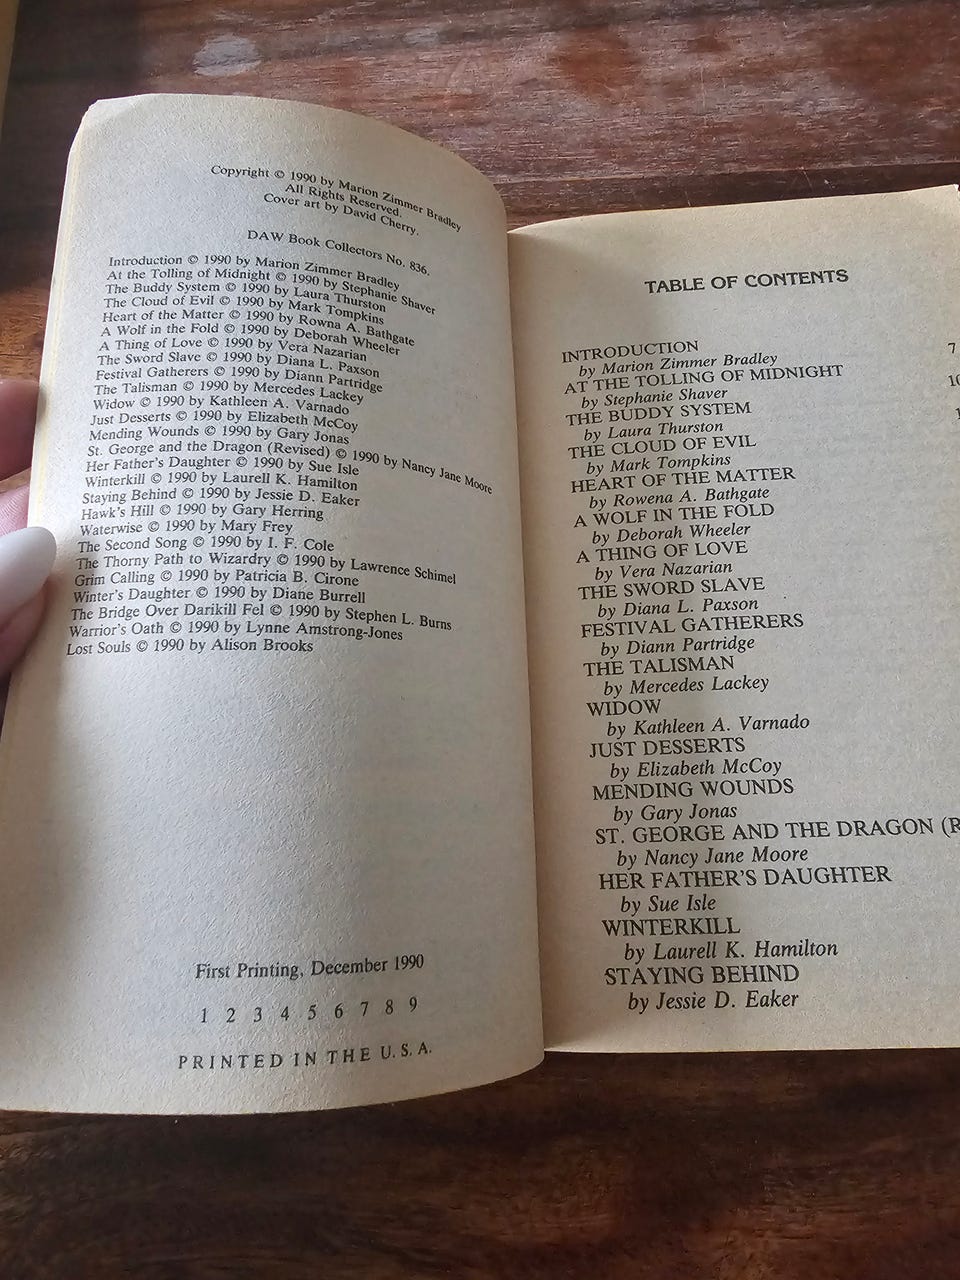 Copyright © 1990 by Marion Zimmer Bradley
All Rights Reserved.
Cover art by David Cherry.
DAW Book Collectors No. 836.
Introduction © 1990 by Marion Zimmer Bradley
At the Tolling of Midnight © 1990 by Stephanie Shaver
The Buddy System © 1990 by Laura Thurston
The Cloud of Evil © 1990 by Mark Tompkins
Heart of the Matter © 1990 by Rowna A. Bathgate
A Wolf in the Fold © 1990 by Deborah Wheeler
A Thing of Love © 1990 by Vera Nazarian
The Sword Slave © 1990 by Diana L. Paxson
Festival Gatherers © 1990 by Diann Partridge
The Talisman © 1990 by Mercedes Lackey
Widow © 1990 by Kathleen A. Varnado
Just Desserts © 1990 by Elizabeth McCoy
Mending Wounds © 1990 by Gary Jonas
St. George and the Dragon (Revised) © 1990 by Nancy Jane Moore
Her Father's Daughter © 1990 by Sue Isle
Winterkill © 1990 by Laurell K. Hamilton
Staying Behind © 1990 by Jessie D. Eaker
Hawk's Hill © 1990 by Gary Herring
Waterwise © 1990 by Mary Frey
The Second Song © 1990 by I. F. Cole
The Thorny Path to Wizardry © 1990 by Lawrence Schimel
Grim Calling © 1990 by Patricia B. Cirone
Winter's Daughter © 1990 by Diane Burrell
The Bridge Over Darikill Fel © 1990 by Stephen L. Burns
Warrior's Oath © 1990 by Lynne Amstrong-Jones
Lost Souls © 1990 by Alison Brooks
First Printing, December 1990
1 2 3 4 5 6 7 8 9
PRINTED IN THE U.S.A.
TABLE OF CONTENTS
INTRODUCTION
by Marion Zimmer Bradley 7
AT THE TOLLING OF MIDNIGHT
by Stephanie Shaver
THE BUDDY SYSTEM
by Laura Thurston
THE CLOUD OF EVIL
by Mark Tompkins
HEART OF THE MATTER
by Rowena A. Bathgate
A WOLF IN THE FOLD
by Deborah Wheeler
A THING OF LOVE
by Vera Nazarian
THE SWORD SLAVE
by Diana L. Paxson
FESTIVAL GATHERERS
by Diann Partridge
THE TALISMAN
by Mercedes Lackey
WIDOW
by Kathleen A. Varnado
JUST DESSERTS
by Elizabeth McCoy
MENDING WOUNDS
by Gary Jonas
ST. GEORGE AND THE DRAGON (R
by Nancy Jane Moore
HER FATHER'S DAUGHTER
by Sue Isle
WINTERKILL
by Laurell K. Hamilton
STAYING BEHIND
by Jessie D. Eaker